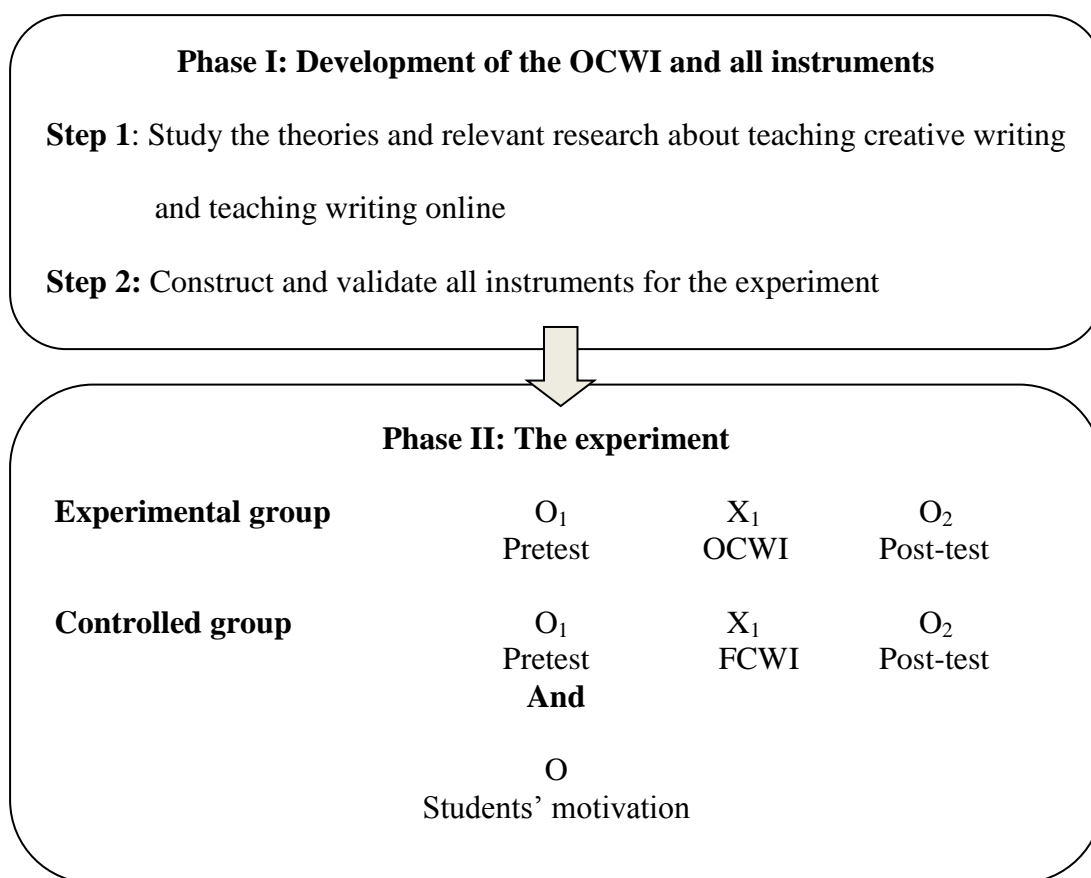 Phase I: Development of the OCWI and all instruments
Step 1: Study the theories and relevant research about teaching creative writing
and teaching writing online
Step 2: Construct and validate all instruments for the experiment
Phase II: The experiment
Experimental group O₁ X₁ O₂
Pretest OCWI Post-test
Controlled group O₁ X₁ O₂
Pretest FCWI Post-test
And
O
Students’ motivation